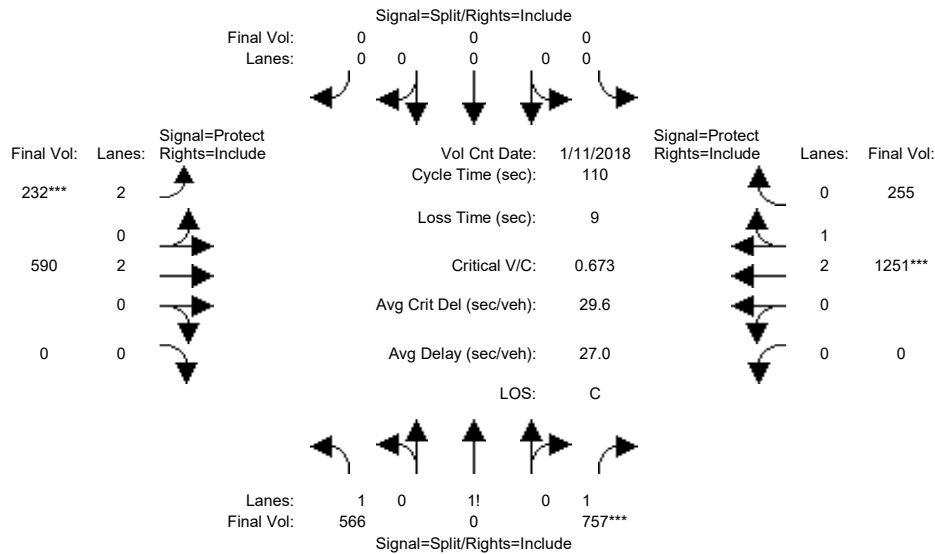 Signal=Split/Rights=Include
Final Vol: 0 0 0
Lanes: 0 0 0 0 0
Signal=Protect Signal=Protect
Final Vol: Lanes: Rights=Include Vol Cnt Date: 1/11/2018 Rights=Include Lanes: Final Vol:
Cycle Time (sec): 110
232*** 2 0 255
Loss Time (sec): 9
0 1
590 2 Critical V/C: 0.673 2 1251***
0 Avg Crit Del (sec/veh): 29.6 0
0 0 Avg Delay (sec/veh): 27.0 0 0
LOS: C
Lanes: 1 0 1! 0 1
Final Vol: 566 0 757***
Signal=Split/Rights=Include